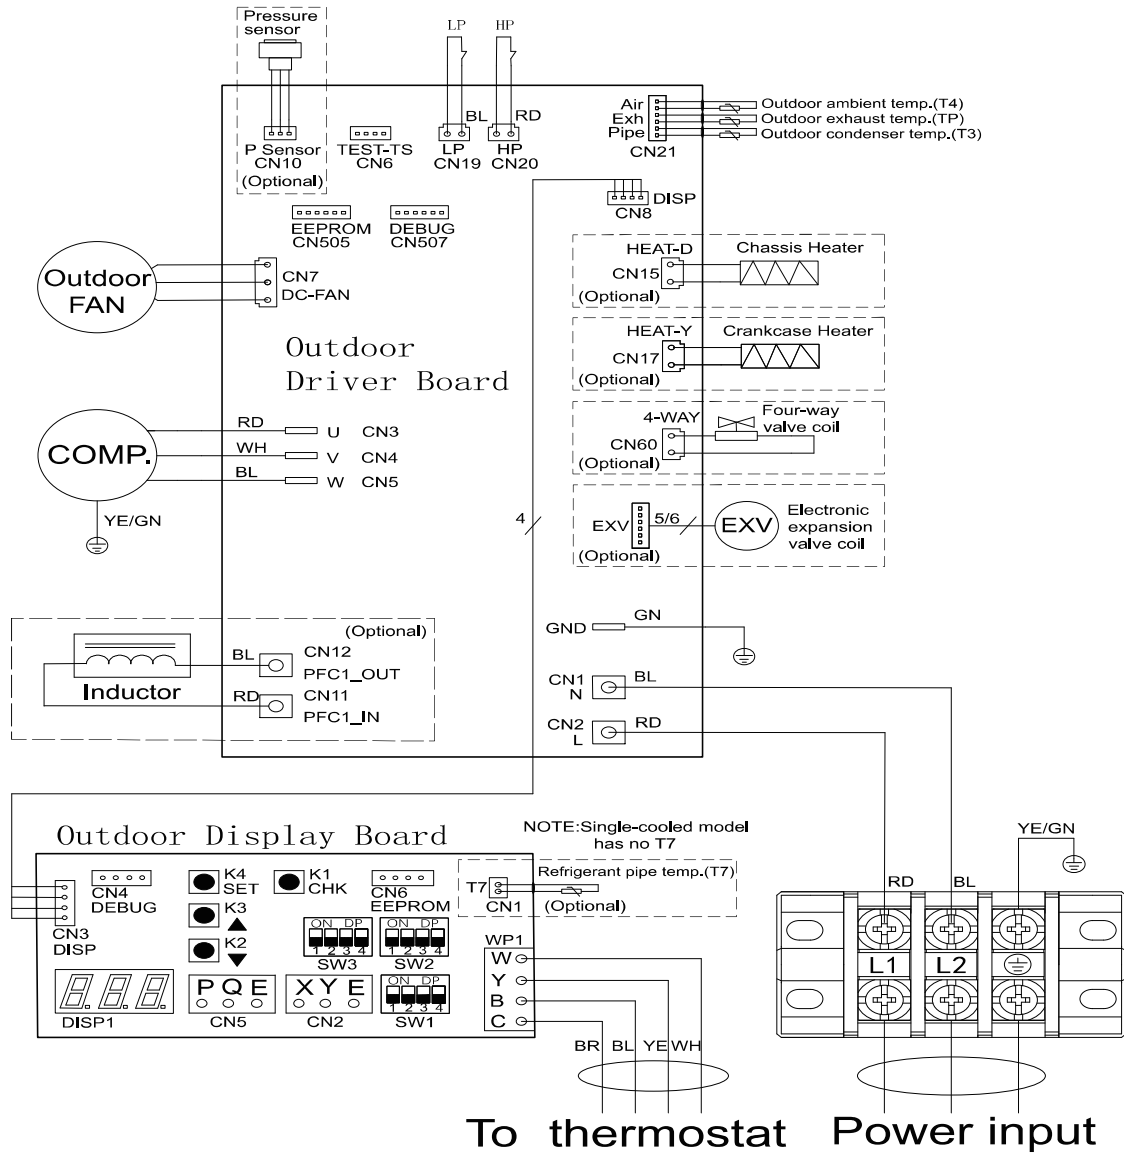 Pressure
sensor
LP
HP
BL
RD
P Sensor
CN10
(Optional)
TEST-TS
CN6
LP
CN19
HP
CN20
Air
Exh
Pipe
CN21
Outdoor ambient temp.(T4)
Outdoor exhaust temp.(TP)
Outdoor condenser temp.(T3)
DISP
CN8
EEPROM
CN505
DEBUG
CN507
Outdoor
FAN
CN7
DC-FAN
HEAT-D
Chassis Heater
CN15
(Optional)
HEAT-Y
Crankcase Heater
CN17
(Optional)
Outdoor
Driver Board
4-WAY
Four-way
valve coil
CN60
(Optional)
COMP.
RD
U CN3
WH
V CN4
BL
W CN5
YE/GN
4
EXV
5/6
EXV
Electronic
expansion
valve coil
(Optional)
GND
GN
(Optional)
Inductor
BL
CN12
PFC1_OUT
RD
CN11
PFC1_IN
CN1
N
BL
CN2
L
RD
Outdoor Display Board
NOTE:Single-cooled model
has no T7
YE/GN
CN4
DEBUG
K4
SET
K1
CHK
CN6
EEPROM
T7
CN1
Refrigerant pipe temp.(T7)
(Optional)
RD
BL
CN3
DISP
K3
K2
ON DP
1 2 3 4
SW3
ON DP
1 2 3 4
SW2
WP1
W
Y
B
C
8.8.8.
DISP1
P Q E
CN5
X Y E
CN2
ON DP
1 2 3 4
SW1
L1
L2
BR
BL
YE
WH
To thermostat
Power input